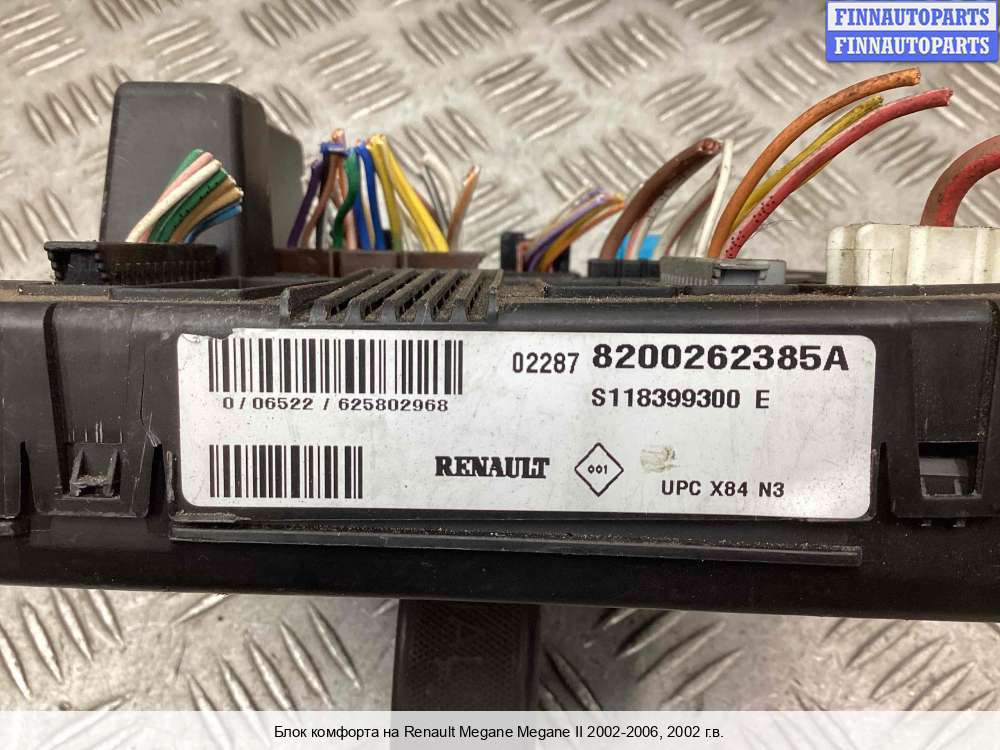 FINNAUTOPARTS
FINNAUTOPARTS
02287 8200262385A
S118399300 E
0/06522/625802968
RENAULT
001
UPC X84 N3
Блок комфорта на Renault Megane Megane II 2002-2006, 2002 г.в.